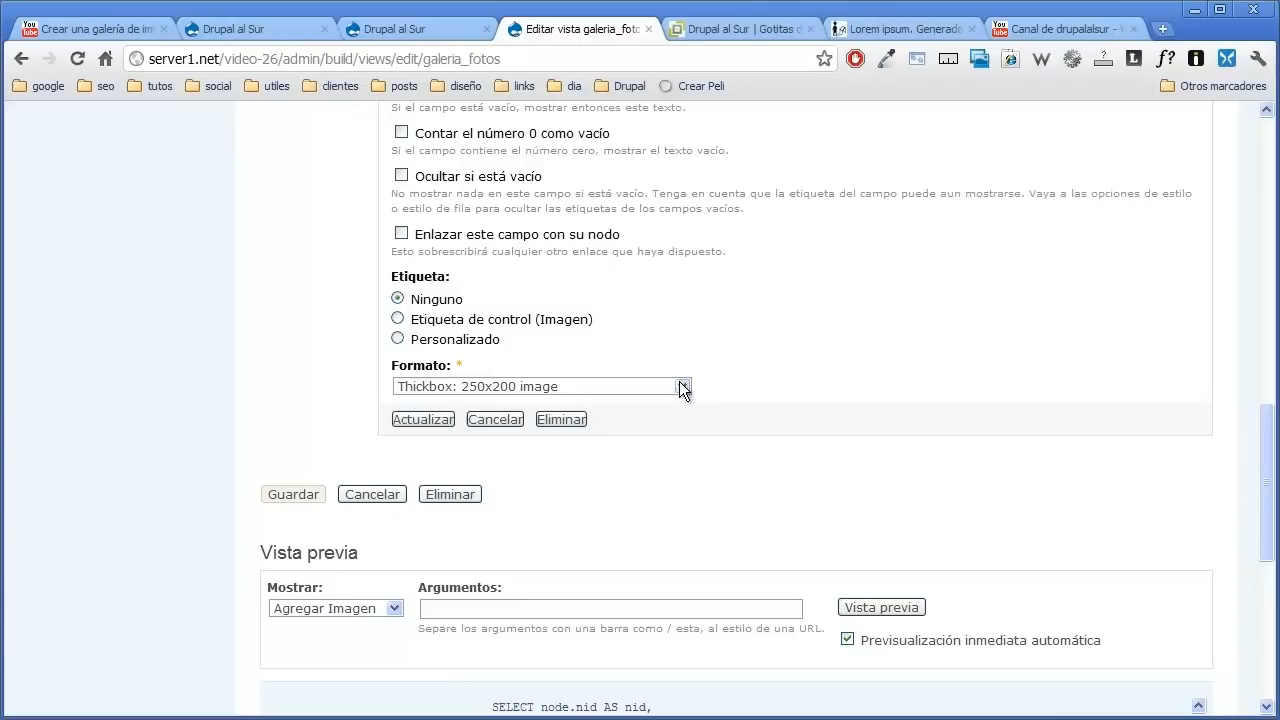 Crear una galería de im
Drupal al Sur
Drupal al Sur
Editar vista galeria_foto
Drupal al Sur | Gotitas d
Lorem ipsum. Generado
Canal de drupalalsur -
server1.net/video-26/admin/build/views/edit/galeria_fotos
google
seo
tutos
social
utiles
clientes
posts
diseño
links
dia
Drupal
Crear Peli
Otros marcadores
Si el campo está vacío, mostrar entonces este texto.
Contar el número 0 como vacío
Si el campo contiene el número cero, mostrar el texto vacío.
Ocultar si está vacío
No mostrar nada en este campo si está vacío. Tenga en cuenta que la etiqueta del campo puede aun mostrarse. Vaya a las opciones de estilo
o estilo de fila para ocultar las etiquetas de los campos vacíos.
Enlazar este campo con su nodo
Esto sobrescribirá cualquier otro enlace que haya dispuesto.
Etiqueta:
Ninguno
Etiqueta de control (Imagen)
Personalizado
Formato: *
Thickbox: 250x200 image
Actualizar Cancelar Eliminar
Guardar Cancelar Eliminar
Vista previa
Mostrar: Argumentos:
Agregar Imagen Vista previa
Separe los argumentos con una barra como / esta, al estilo de una URL.
Previsualización inmediata automática
SELECT node.nid AS nid,